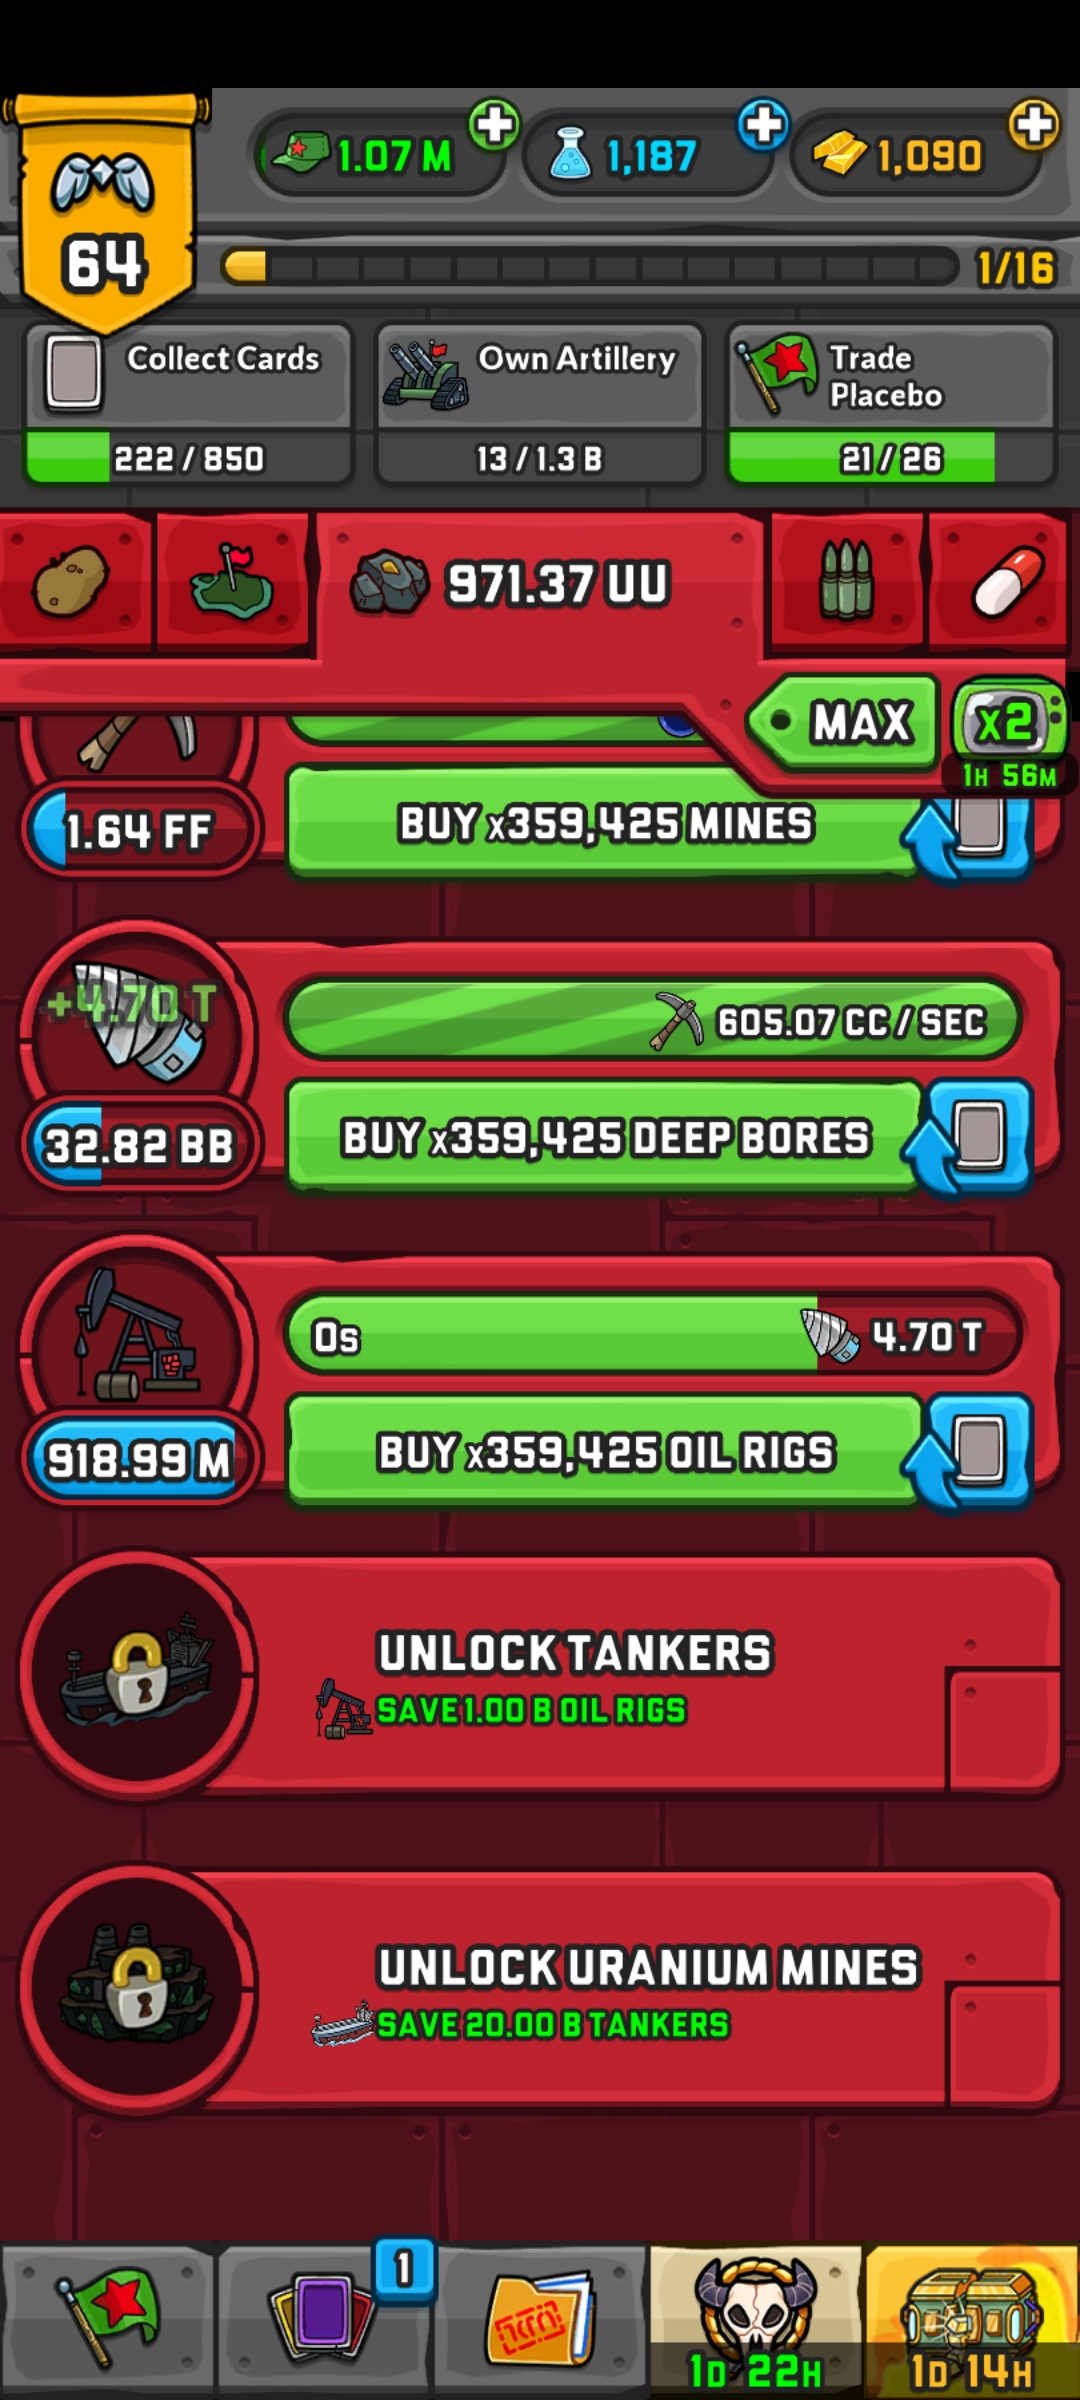 1.07 M
1,187
1,090
64
1/16
Collect Cards
222 / 850
Own Artillery
13 / 1.3 B
Trade
Placebo
21 / 26
971.37 UU
MAX
x2
1H 56M
1.64 FF
BUY x359,425 MINES
+4.70 T
605.07 CC / SEC
32.82 BB
BUY x359,425 DEEP BORES
0s
4.70 T
918.99 M
BUY x359,425 OIL RIGS
UNLOCK TANKERS
SAVE 1.00 B OIL RIGS
UNLOCK URANIUM MINES
SAVE 20.00 B TANKERS
1
1D 22H
1D 14H